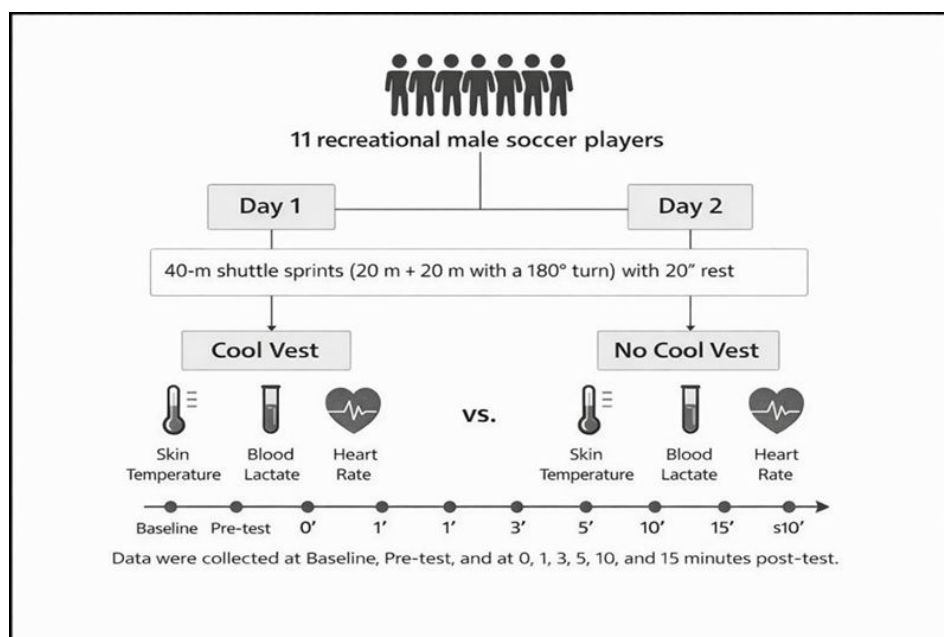 11 recreational male soccer players
Day 1
Day 2
40-m shuttle sprints (20 m + 20 m with a 180° turn) with 20″ rest
Cool Vest
No Cool Vest
vs.
Skin Temperature
Blood Lactate
Heart Rate
Skin Temperature
Blood Lactate
Heart Rate
Baseline Pre-test 0′ 1′ 1′ 3′ 5′ 10′ 15′ s10′
Data were collected at Baseline, Pre-test, and at 0, 1, 3, 5, 10, and 15 minutes post-test.